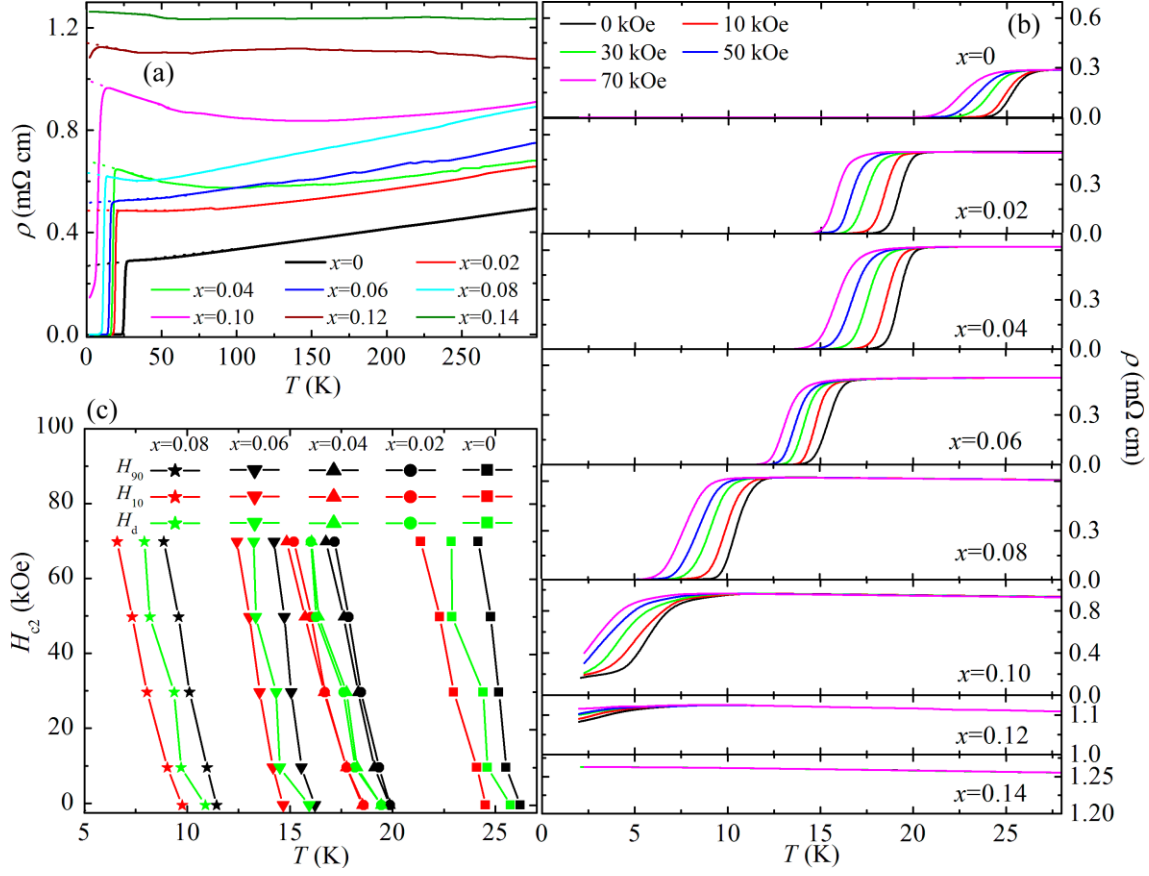 (a)
1.2
0.8
0.4
0.0
ρ (mΩ cm)
x=0 x=0.02
x=0.04 x=0.06 x=0.08
x=0.10 x=0.12 x=0.14
0 50 100 150 200 250
T (K)
(b)
0 kOe 10 kOe
30 kOe 50 kOe
70 kOe
x=0
0.6
0.3
0.0
x=0.02
0.3
0.0
x=0.04
0.3
0.0
x=0.06
0.3
0.0
x=0.08
0.3
0.0
x=0.10
0.8
0.4
0.0
x=0.12
1.1
1.0
x=0.14
1.25
1.20
ρ (mΩ cm)
0 5 10 15 20 25
T (K)
(c)
x=0.08 x=0.06 x=0.04 x=0.02 x=0
H90
H10
Hd
100
80
60
40
20
0
Hc2 (kOe)
5 10 15 20 25
T (K)